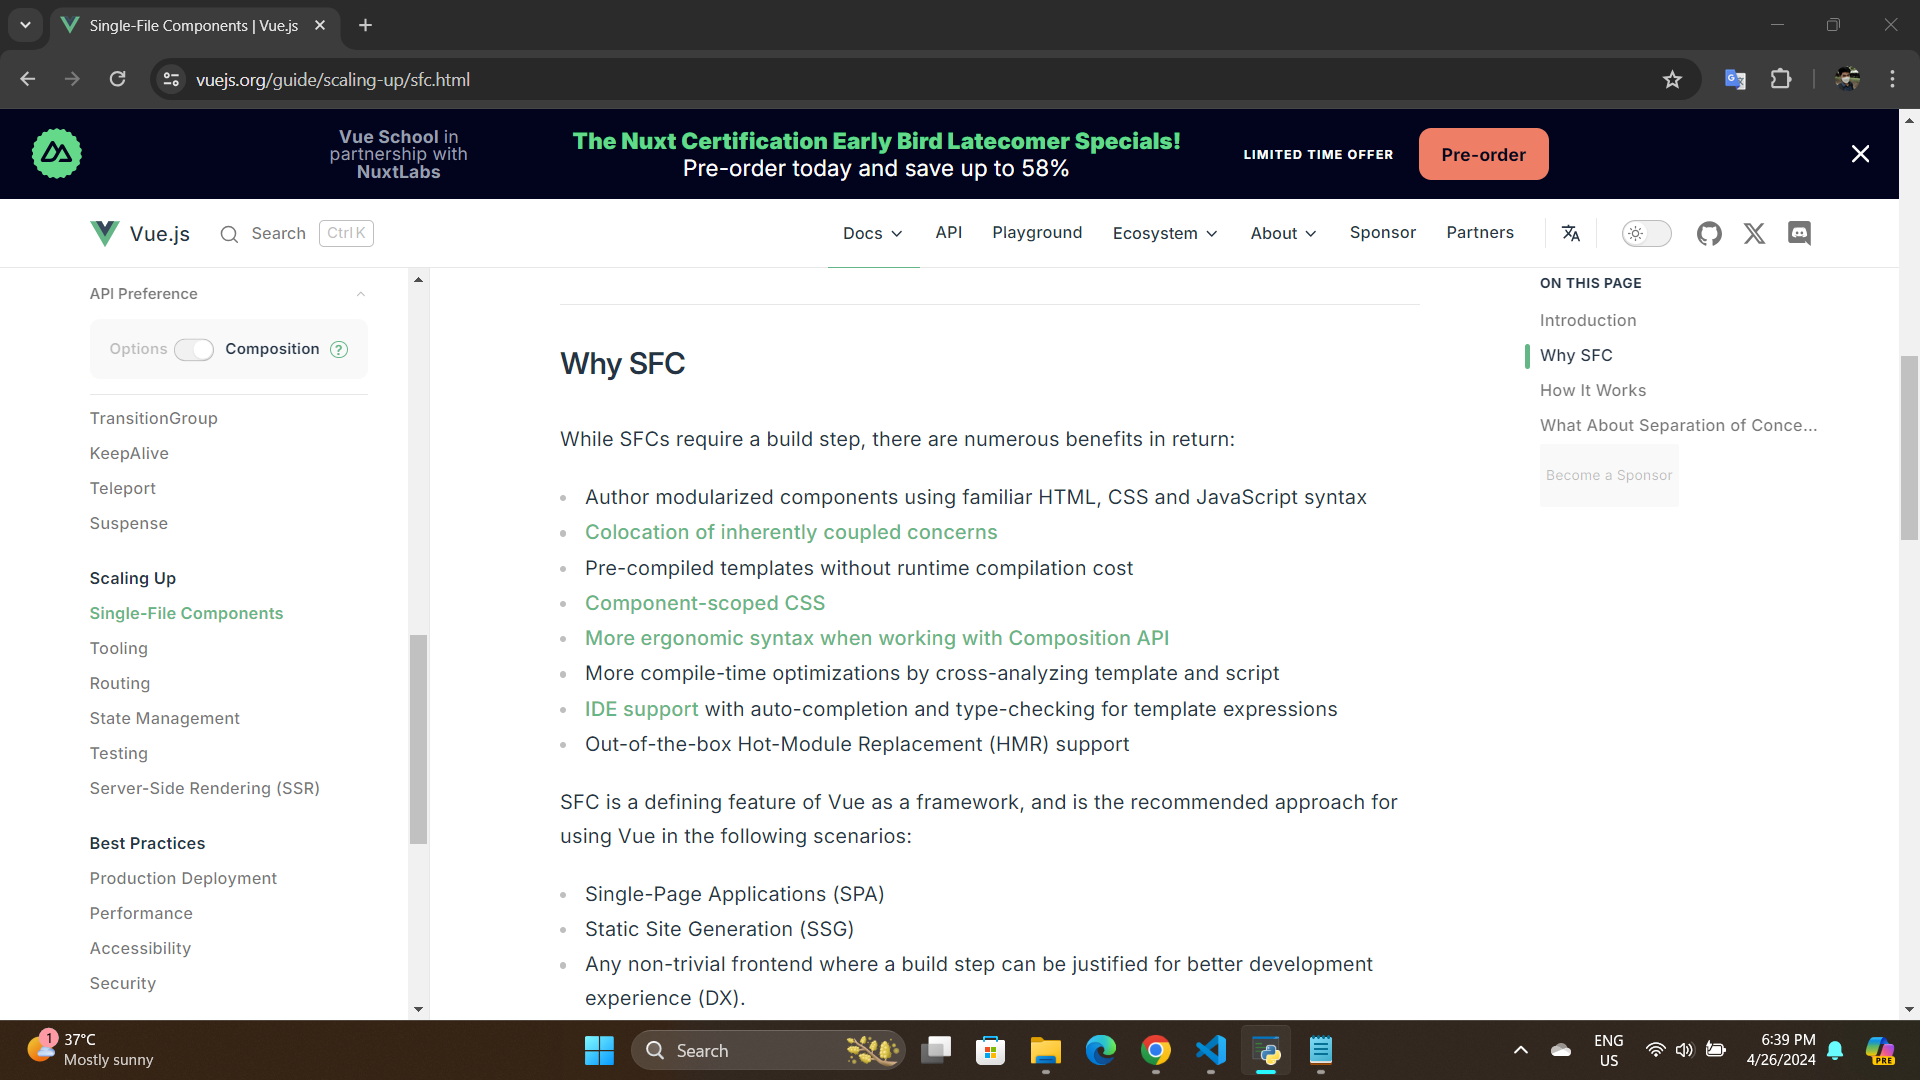 Single-File Components | Vue.js
vuejs.org/guide/scaling-up/sfc.html
Vue School in
partnership with
NuxtLabs
The Nuxt Certification Early Bird Latecomer Specials!
Pre-order today and save up to 58%
LIMITED TIME OFFER
Pre-order
Vue.js
Search
Ctrl K
Docs
API
Playground
Ecosystem
About
Sponsor
Partners
API Preference
Options
Composition
?
TransitionGroup
KeepAlive
Teleport
Suspense
Scaling Up
Single-File Components
Tooling
Routing
State Management
Testing
Server-Side Rendering (SSR)
Best Practices
Production Deployment
Performance
Accessibility
Security
Why SFC
While SFCs require a build step, there are numerous benefits in return:
Author modularized components using familiar HTML, CSS and JavaScript syntax
Colocation of inherently coupled concerns
Pre-compiled templates without runtime compilation cost
Component-scoped CSS
More ergonomic syntax when working with Composition API
More compile-time optimizations by cross-analyzing template and script
IDE support with auto-completion and type-checking for template expressions
Out-of-the-box Hot-Module Replacement (HMR) support
SFC is a defining feature of Vue as a framework, and is the recommended approach for
using Vue in the following scenarios:
Single-Page Applications (SPA)
Static Site Generation (SSG)
Any non-trivial frontend where a build step can be justified for better development
experience (DX).
ON THIS PAGE
Introduction
Why SFC
How It Works
What About Separation of Conce...
Become a Sponsor
1
37°C
Mostly sunny
Search
ENG
US
6:39 PM
4/26/2024
PRE